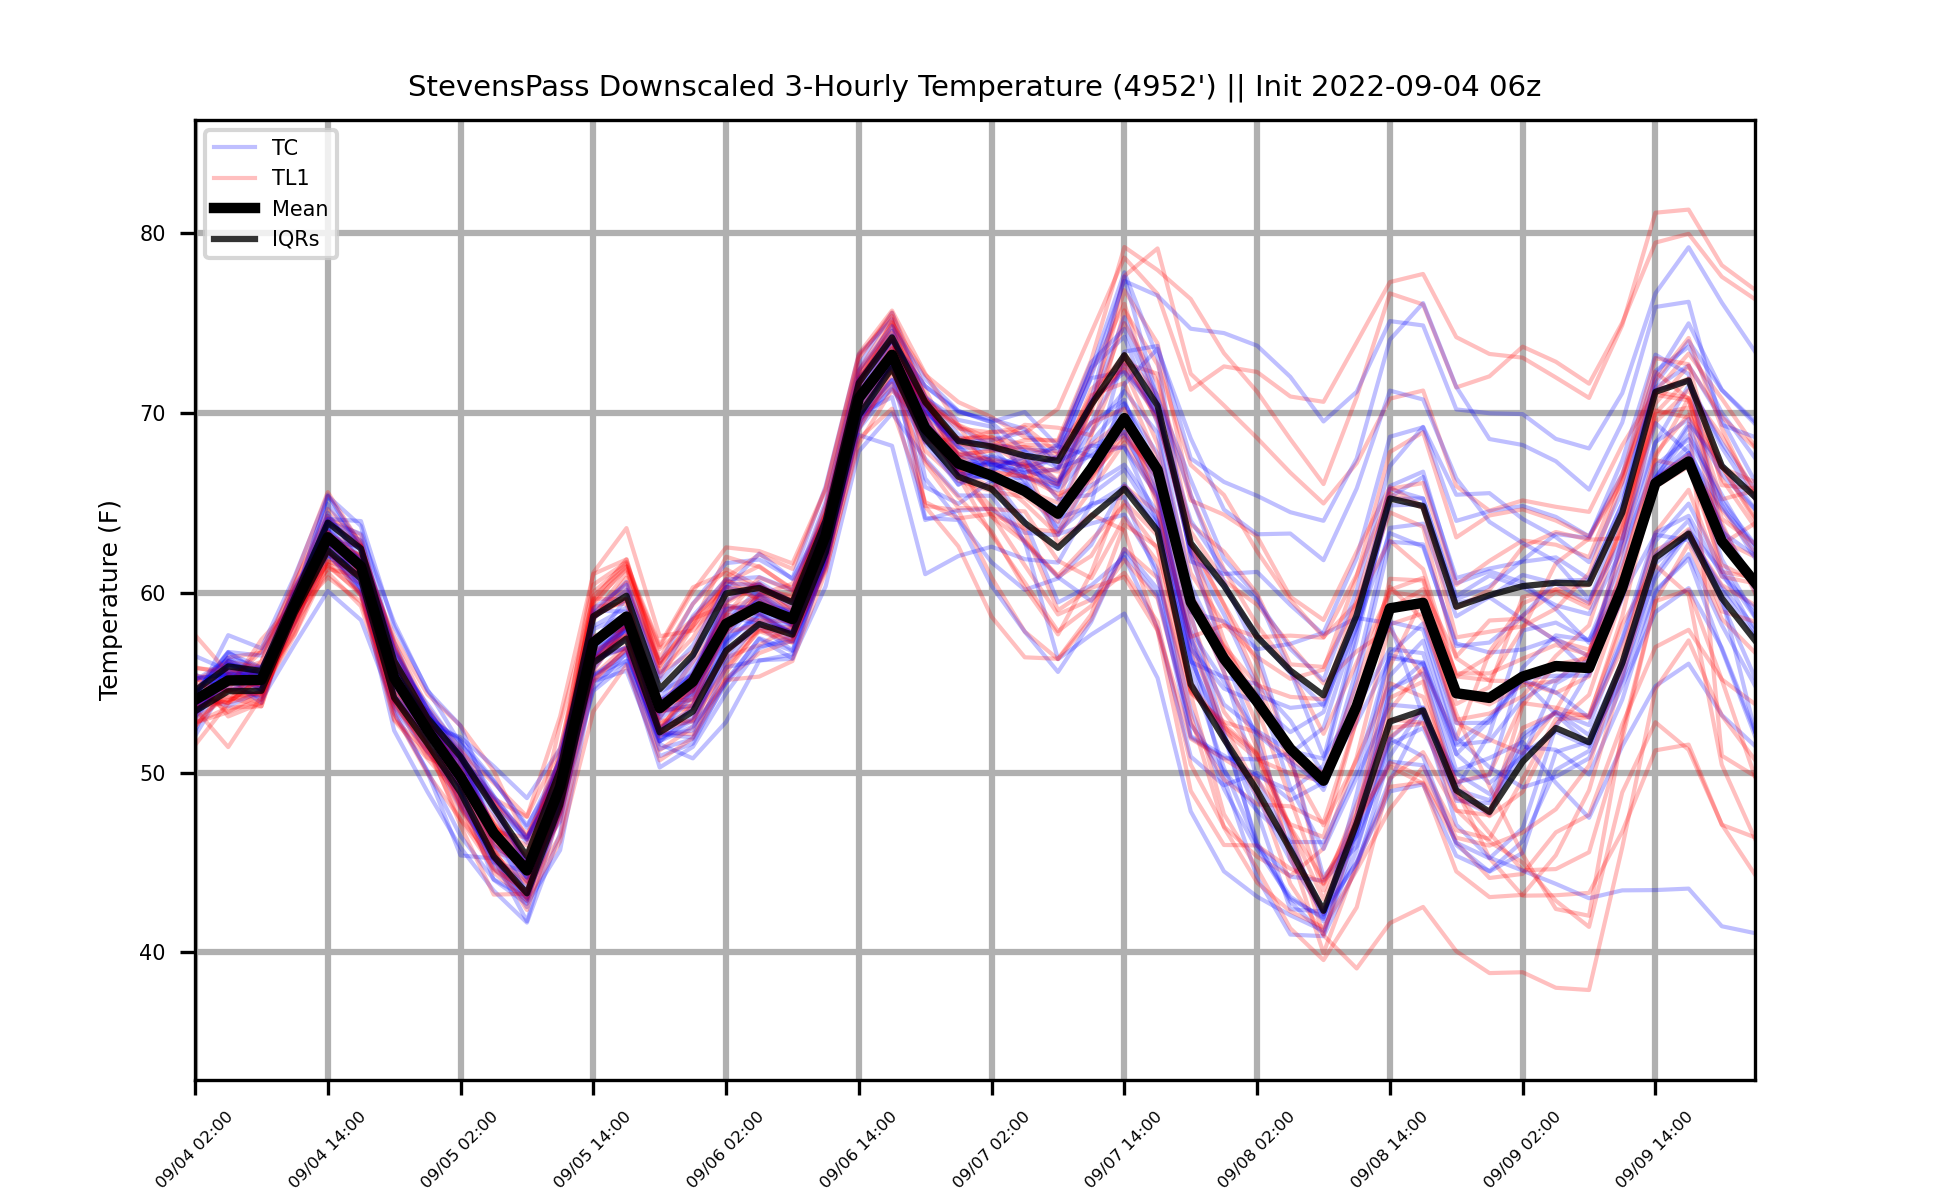 StevensPass Downscaled 3-Hourly Temperature (4952') || Init 2022-09-04 06z
TC
TL1
Mean
IQRs
Temperature (F)
80
70
60
50
40
09/04 02:00
09/04 14:00
09/05 02:00
09/05 14:00
09/06 02:00
09/06 14:00
09/07 02:00
09/07 14:00
09/08 02:00
09/08 14:00
09/09 02:00
09/09 14:00